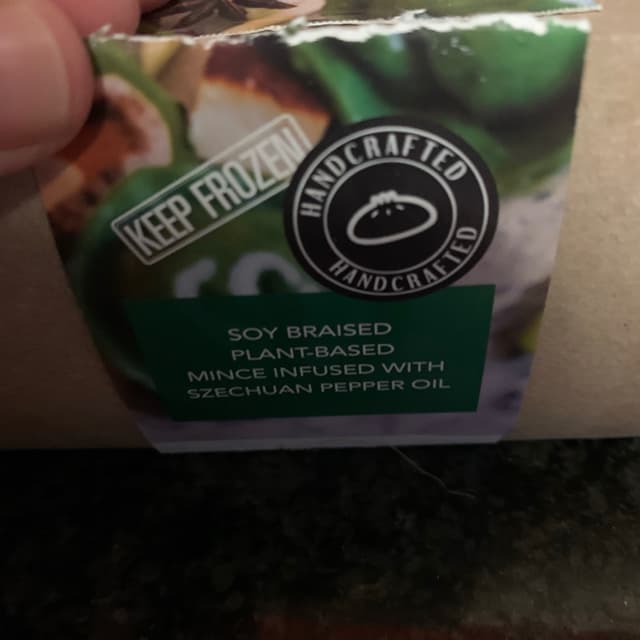 KEEP FROZEN
HANDCRAFTED
HANDCRAFTED
SOY BRAISED
PLANT-BASED
MINCE INFUSED WITH
SZECHUAN PEPPER OIL